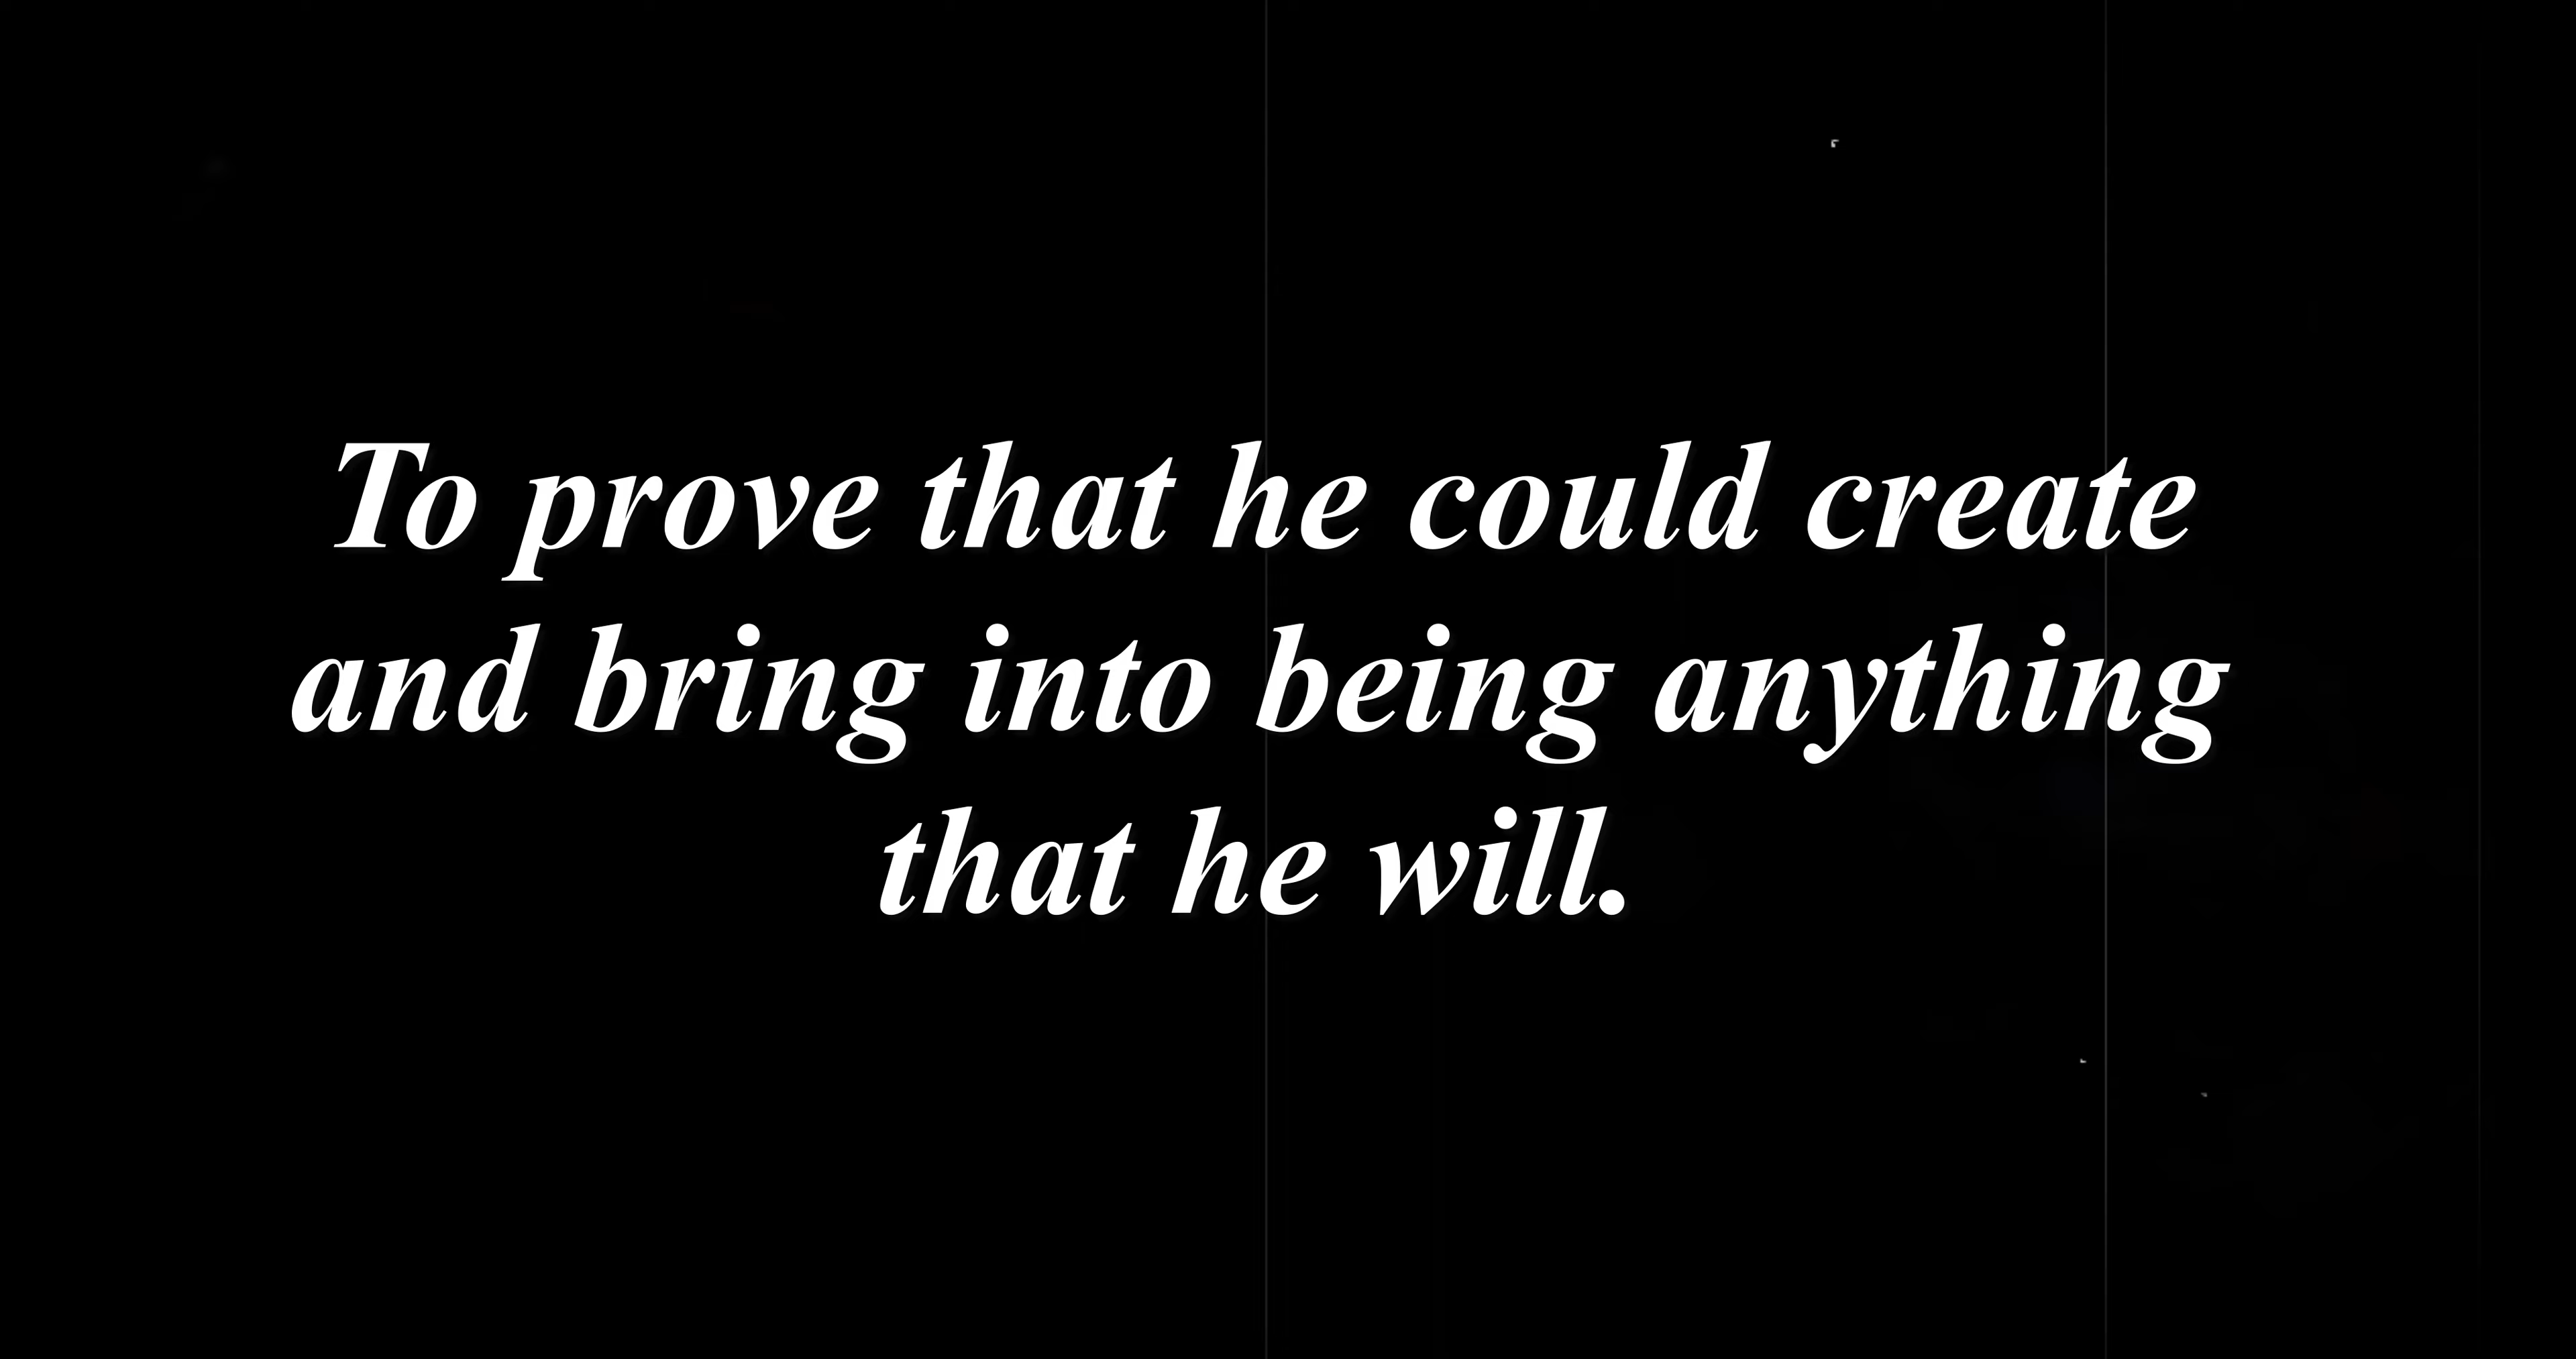 To prove that he could create
and bring into being anything
that he will.